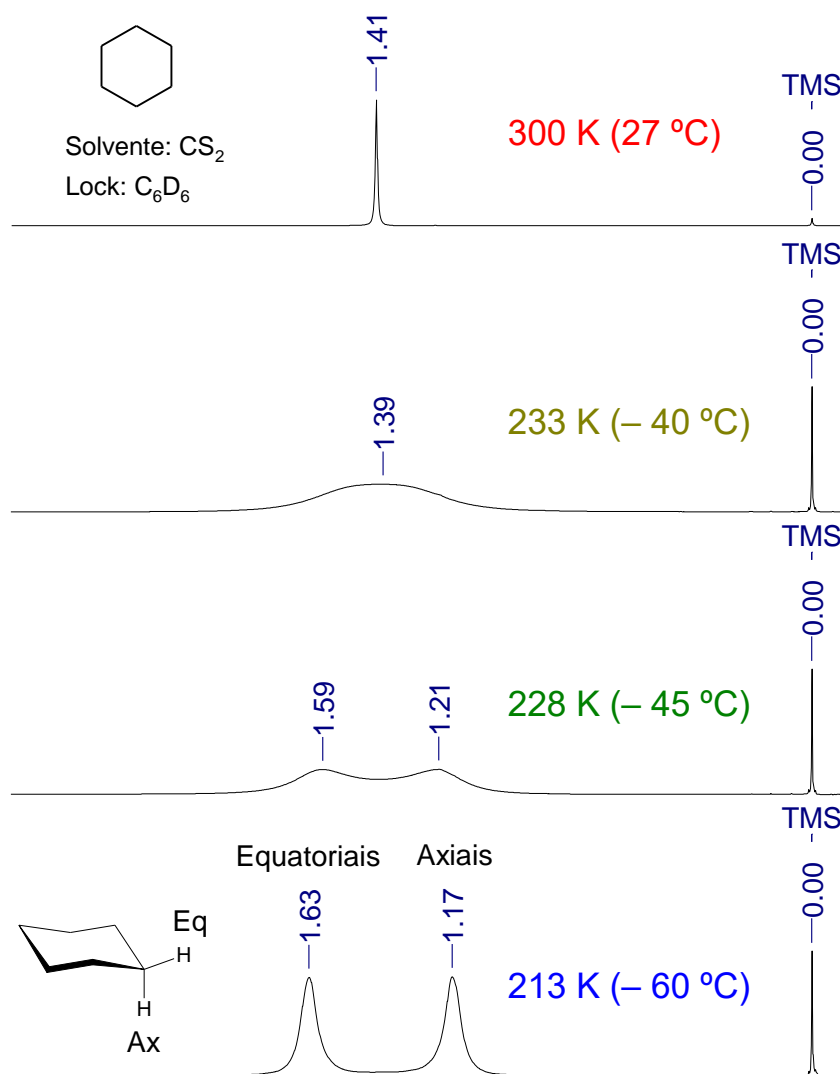 1.41
TMS
300 K (27 ºC)
0.00
Solvente: CS2
Lock: C6D6
TMS
0.00
1.39
233 K (– 40 ºC)
TMS
0.00
1.59
1.21
228 K (– 45 ºC)
TMS
Equatoriais
Axiais
0.00
1.63
1.17
Eq
H
213 K (– 60 ºC)
H
Ax